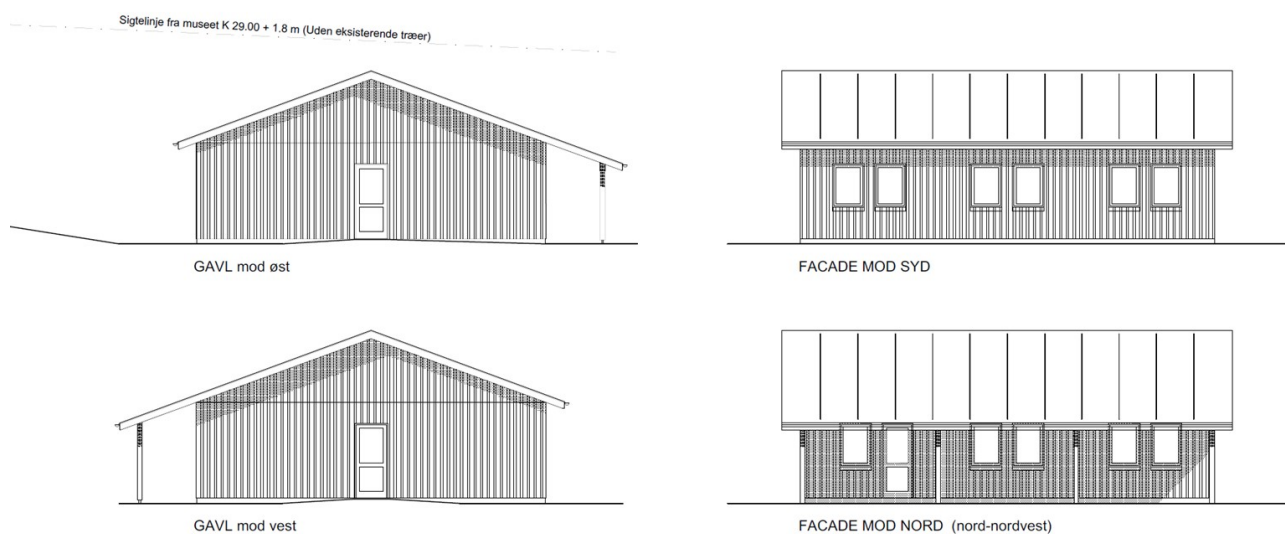 Sigtelinje fra museet K 29.00 + 1.8 m (Uden eksisterende træer)
GAVL mod øst
FACADE MOD SYD
GAVL mod vest
FACADE MOD NORD (nord-nordvest)